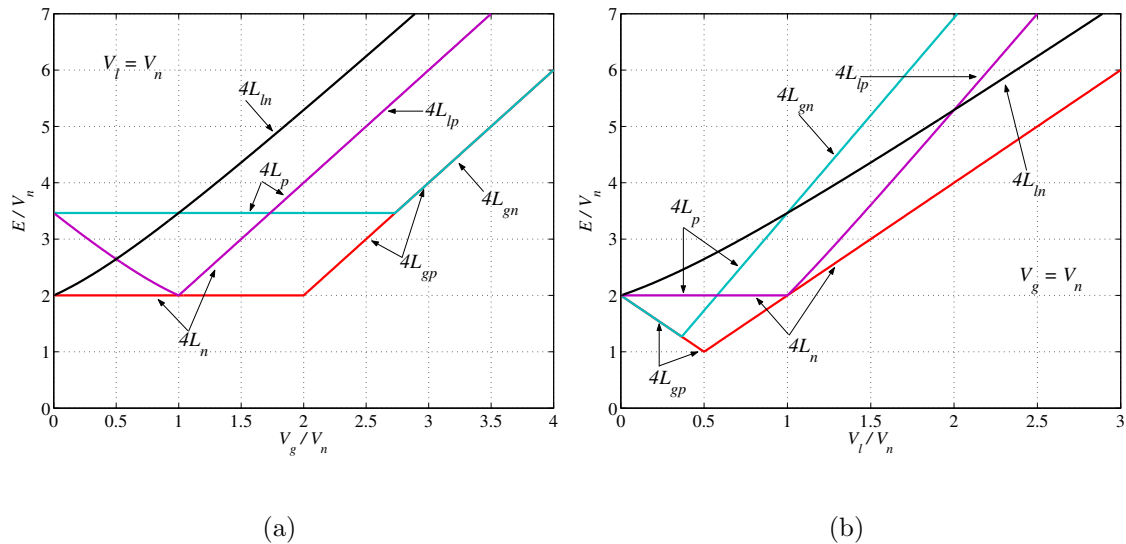 7
6
5
4
3
2
1
0
E / V_n
V_l = V_n
4L_ln
4L_lp
4L_p
4L_gn
4L_gp
4L_n
0 0.5 1 1.5 2 2.5 3 3.5 4
V_g / V_n
(a)
7
6
5
4
3
2
1
0
E / V_n
4L_lp
4L_gn
4L_ln
4L_p
V_g = V_n
4L_n
4L_gp
0 0.5 1 1.5 2 2.5 3
V_l / V_n
(b)